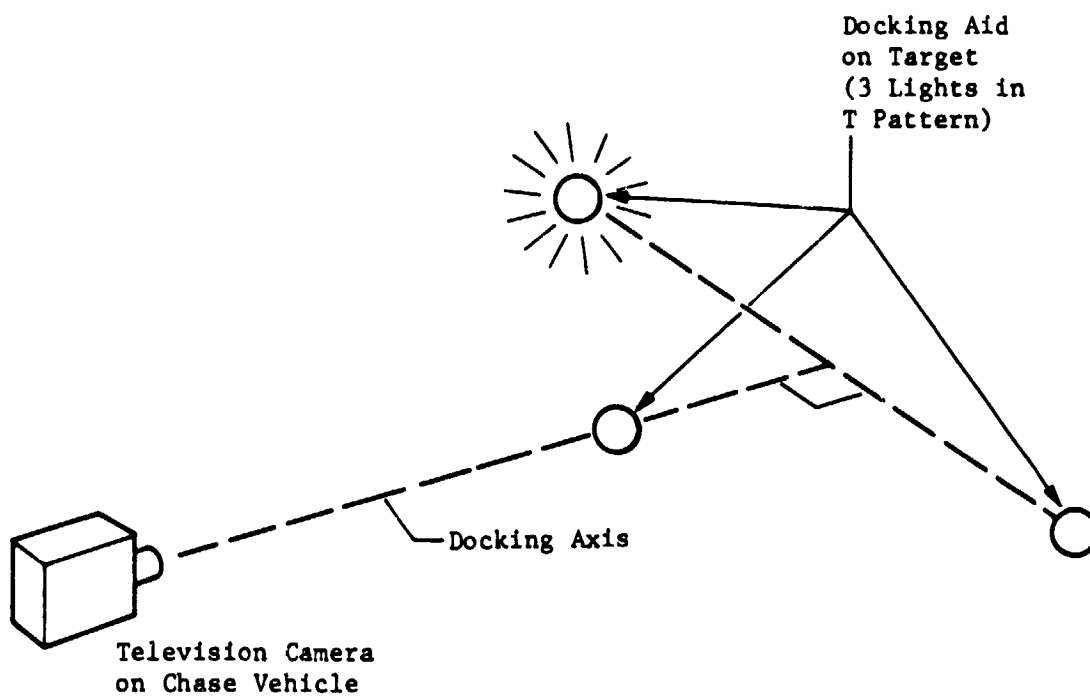 Docking Aid
on Target
(3 Lights in
T Pattern)
Docking Axis
Television Camera
on Chase Vehicle